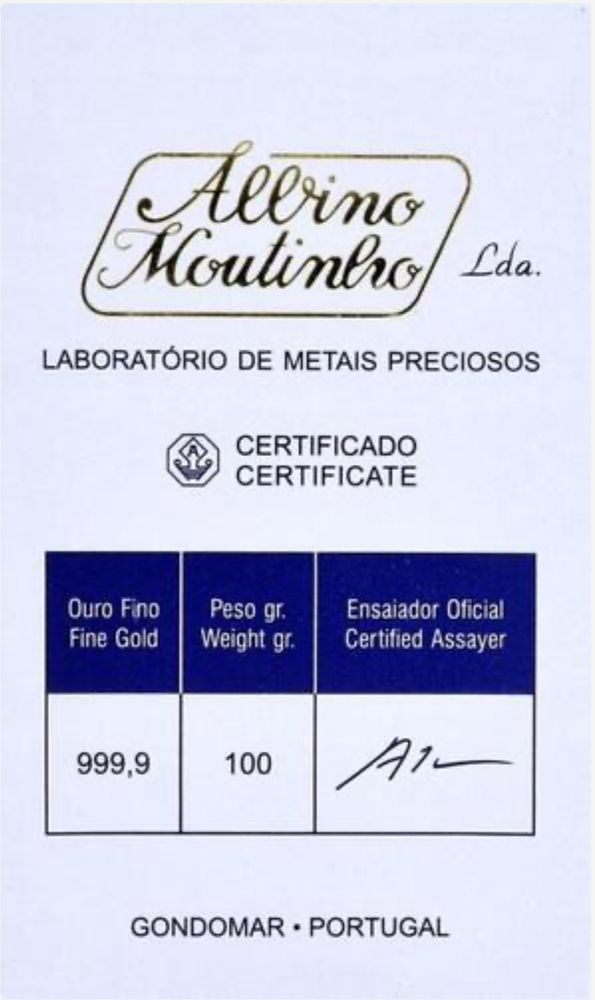 Albino
Moutinho Lda.
LABORATÓRIO DE METAIS PRECIOSOS
CERTIFICADO
CERTIFICATE
Ouro Fino
Fine Gold
Peso gr.
Weight gr.
Ensaiador Oficial
Certified Assayer
999,9
100
GONDOMAR • PORTUGAL